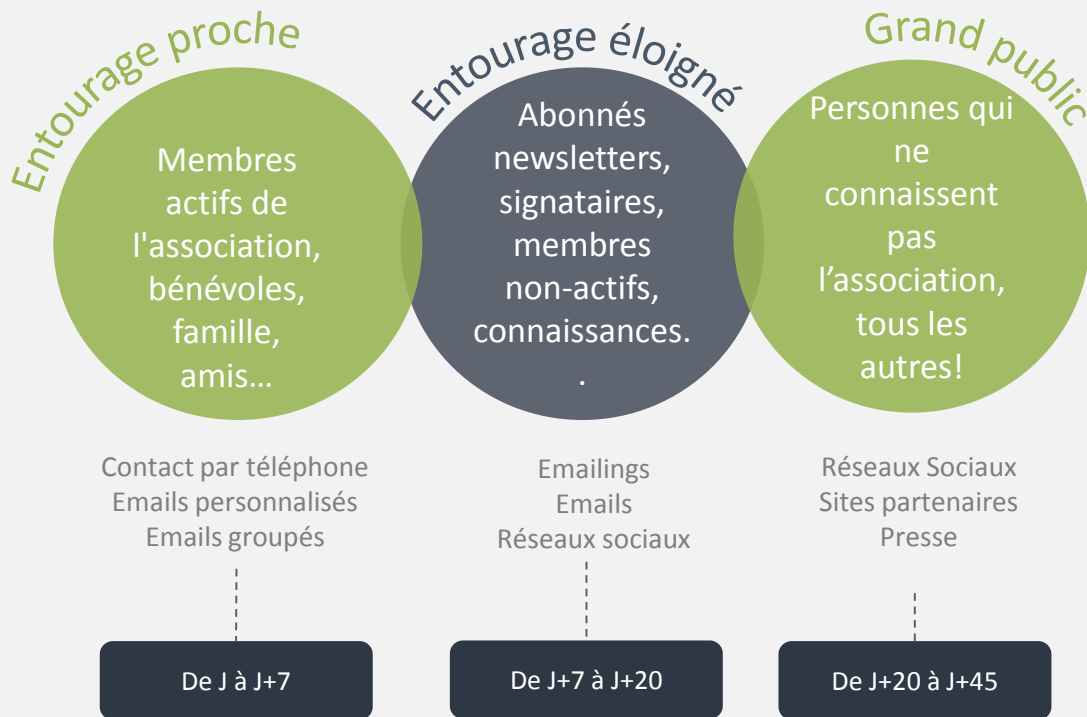 Entourage proche
Membres
actifs de
l'association,
bénévoles,
famille,
amis…
Contact par téléphone
Emails personnalisés
Emails groupés
De J à J+7
Entourage éloigné
Abonnés
newsletters,
signataires,
membres
non-actifs,
connaissances.
.
Emailings
Emails
Réseaux sociaux
De J+7 à J+20
Grand public
Personnes qui
ne
connaissent
pas
l’association,
tous les
autres!
Réseaux Sociaux
Sites partenaires
Presse
De J+20 à J+45